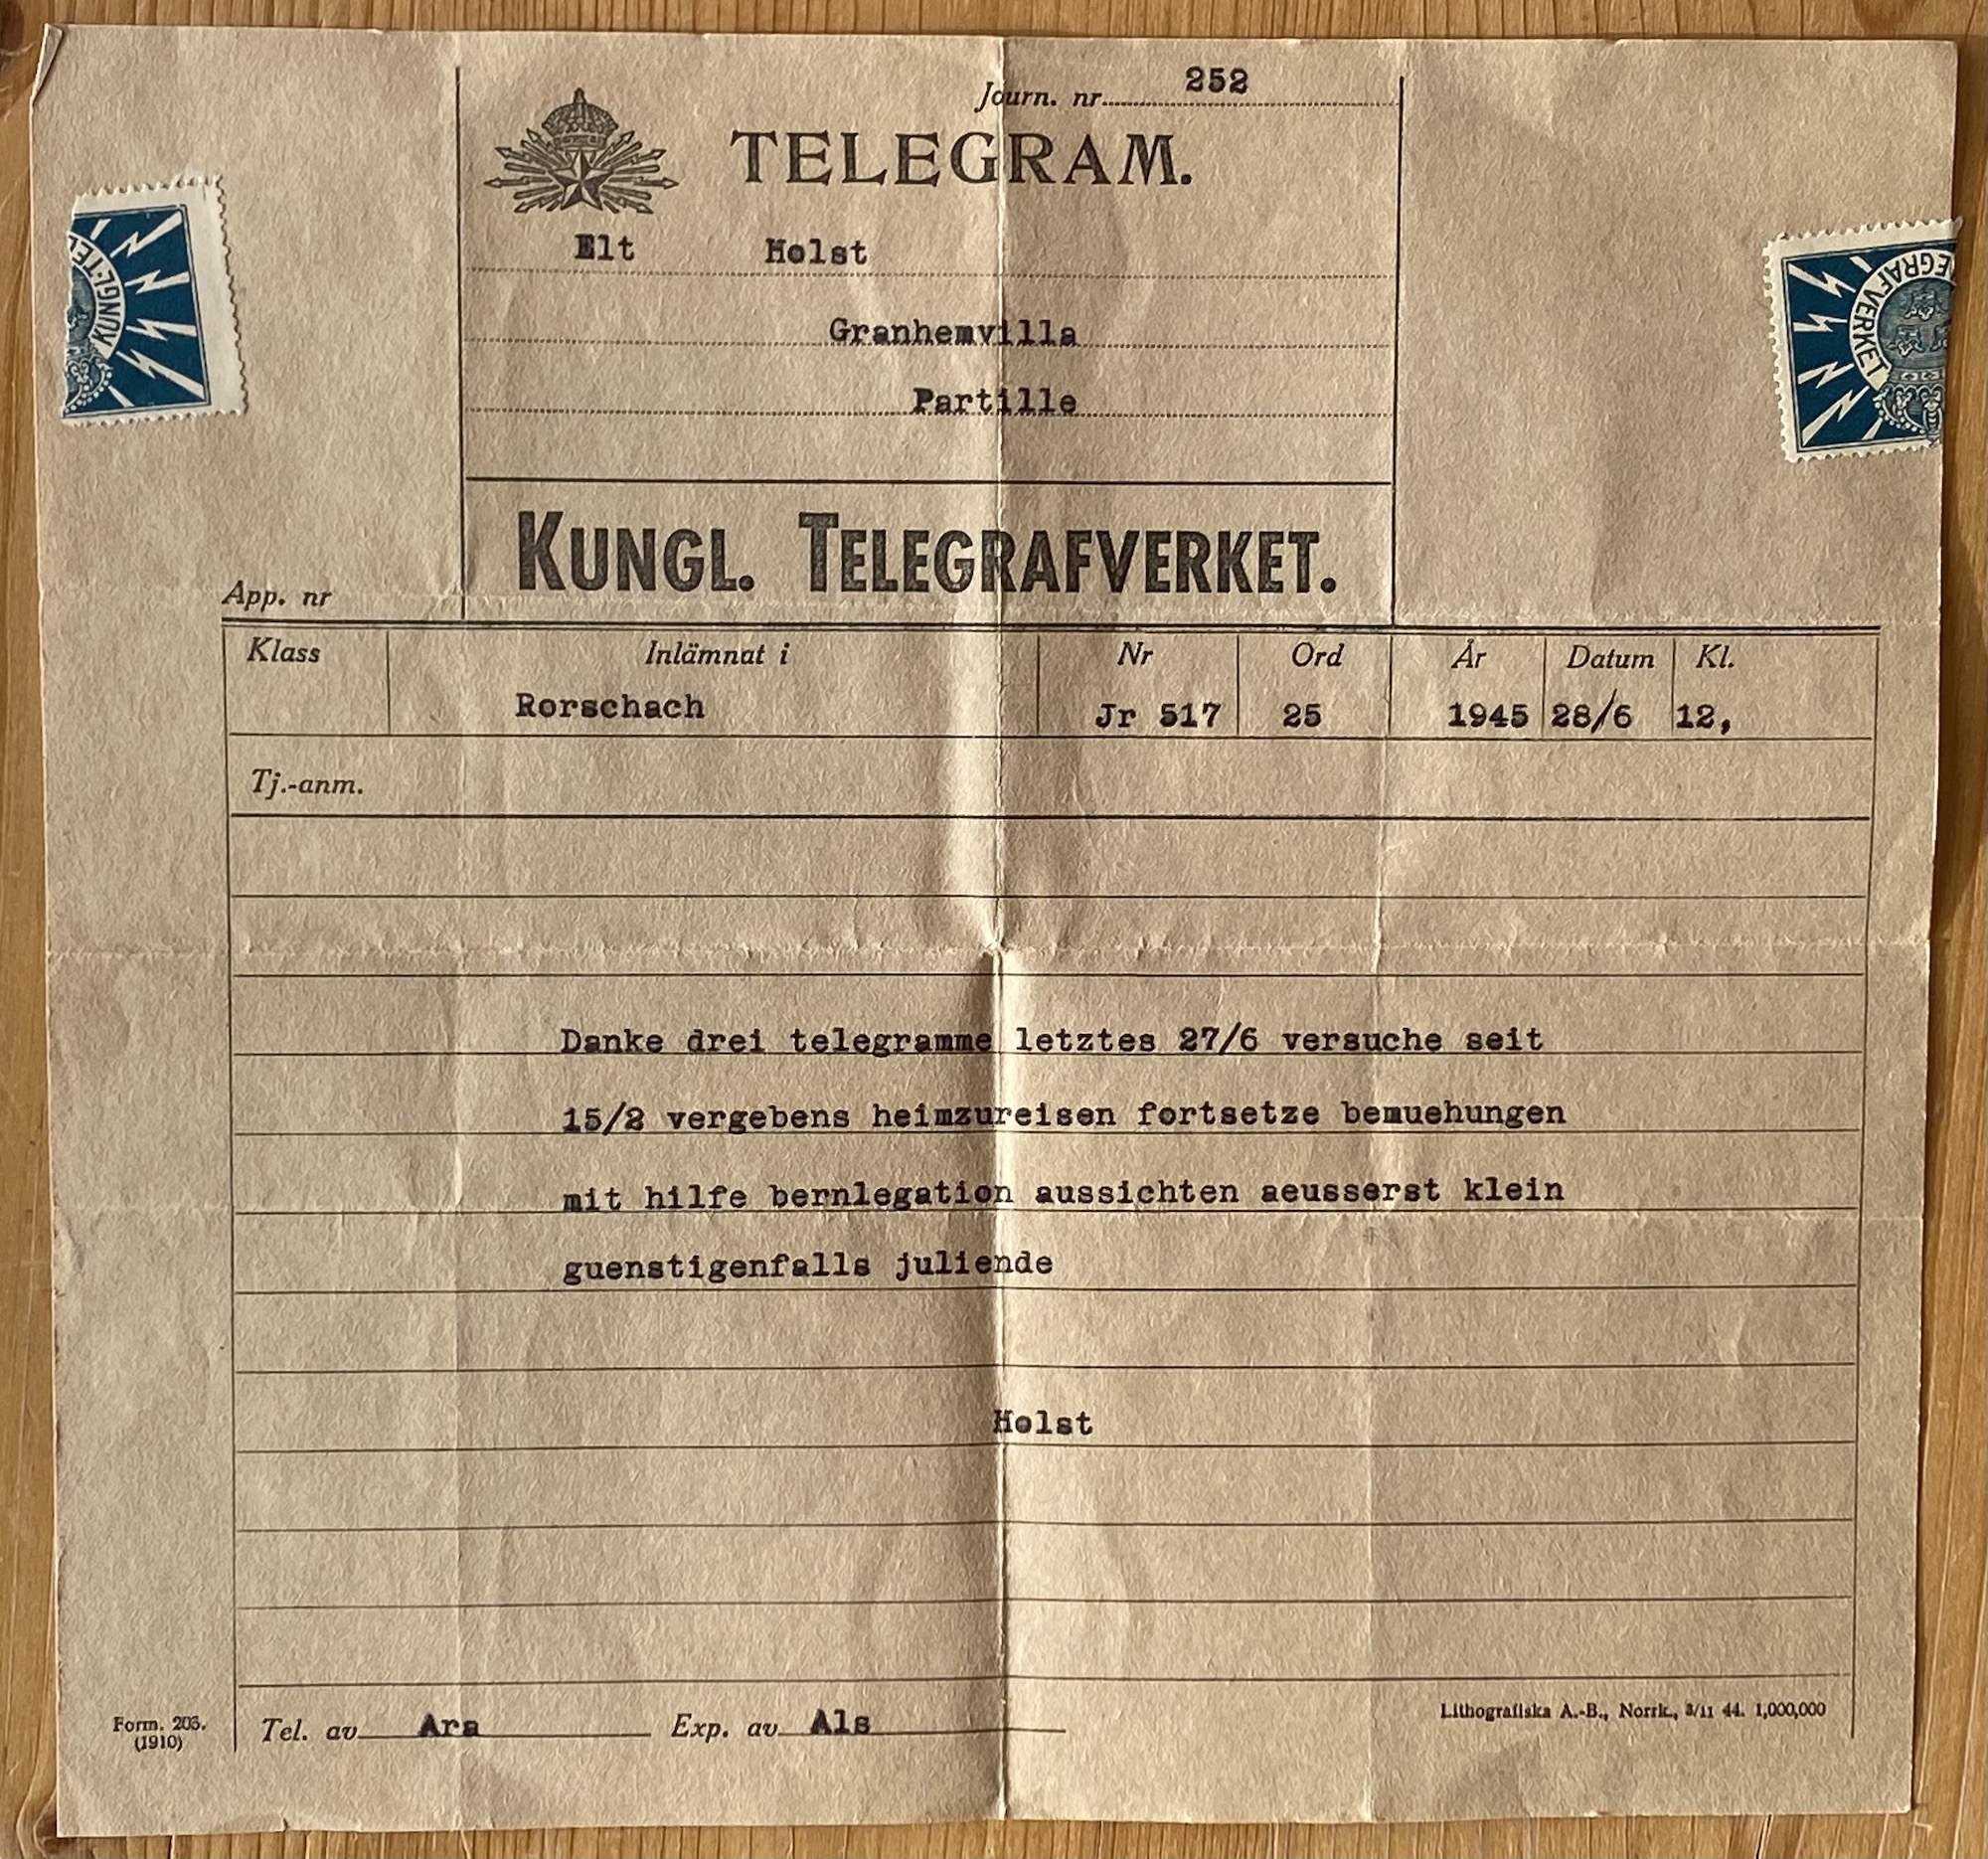 Journ. nr 252
TELEGRAM.
Elt Holst
Granhemvilla
Partille
KUNGL·TEL
EGRAFVERKET
KUNGL. TELEGRAFVERKET.
App. nr
Klass Inlämnat i Nr Ord År Datum Kl.
Rorschach Jr 517 25 1945 28/6 12,
Tj.-anm.
Danke drei telegramme letztes 27/6 versuche seit
15/2 vergebens heimzureisen fortsetze bemuehungen
mit hilfe bernlegation aussichten aeusserst klein
guenstigenfalls juliende
Holst
Form. 203.
(1910)
Tel. av Ara Exp. av Als
Lithografiska A.-B., Norrk., 3/11 44. 1,000,000